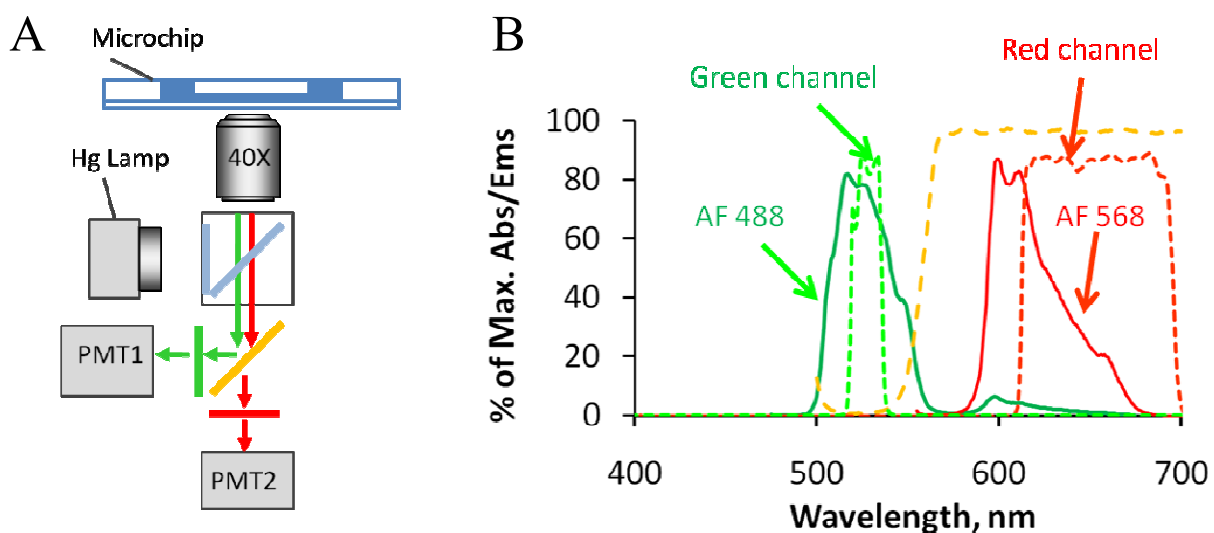 A
Microchip
Hg Lamp
40X
PMT1
PMT2
B
Red channel
Green channel
% of Max. Abs/Ems
100
80
60
40
20
0
AF 488
AF 568
400
500
600
700
Wavelength, nm